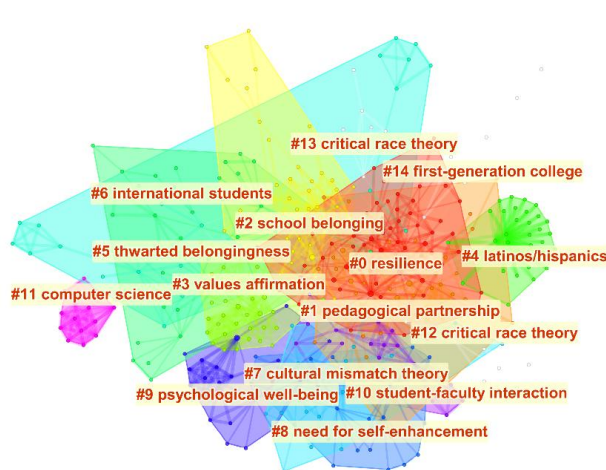 #13 critical race theory
#14 first-generation college
#6 international students
#2 school belonging
#5 thwarted belongingness
#0 resilience
#4 latinos/hispanics
#3 values affirmation
#11 computer science
#1 pedagogical partnership
#12 critical race theory
#7 cultural mismatch theory
#9 psychological well-being
#10 student-faculty interaction
#8 need for self-enhancement